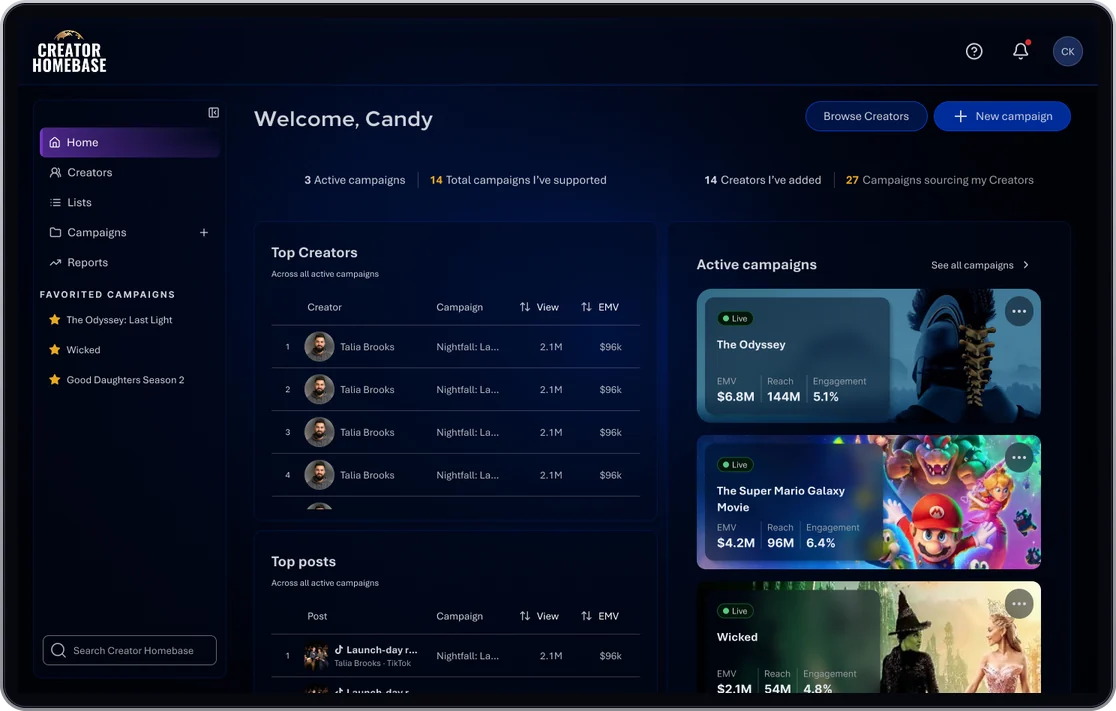 CREATOR
HOMEBASE
CK
Home
Creators
Lists
Campaigns
Reports
FAVORITED CAMPAIGNS
The Odyssey: Last Light
Wicked
Good Daughters Season 2
Search Creator Homebase
Welcome, Candy
Browse Creators
New campaign
3 Active campaigns
14 Total campaigns I've supported
14 Creators I've added
27 Campaigns sourcing my Creators
Top Creators
Across all active campaigns
Creator Campaign View EMV
1 Talia Brooks Nightfall: La... 2.1M $96k
2 Talia Brooks Nightfall: La... 2.1M $96k
3 Talia Brooks Nightfall: La... 2.1M $96k
4 Talia Brooks Nightfall: La... 2.1M $96k
Top posts
Across all active campaigns
Post Campaign View EMV
1 Launch-day r... Nightfall: La... 2.1M $96k
Talia Brooks · TikTok
Launch-day r...
Active campaigns
See all campaigns
Live
The Odyssey
EMV Reach Engagement
$6.8M 144M 5.1%
Live
The Super Mario Galaxy
Movie
EMV Reach Engagement
$4.2M 96M 6.4%
Live
Wicked
EMV Reach Engagement
$2.1M 54M 4.8%